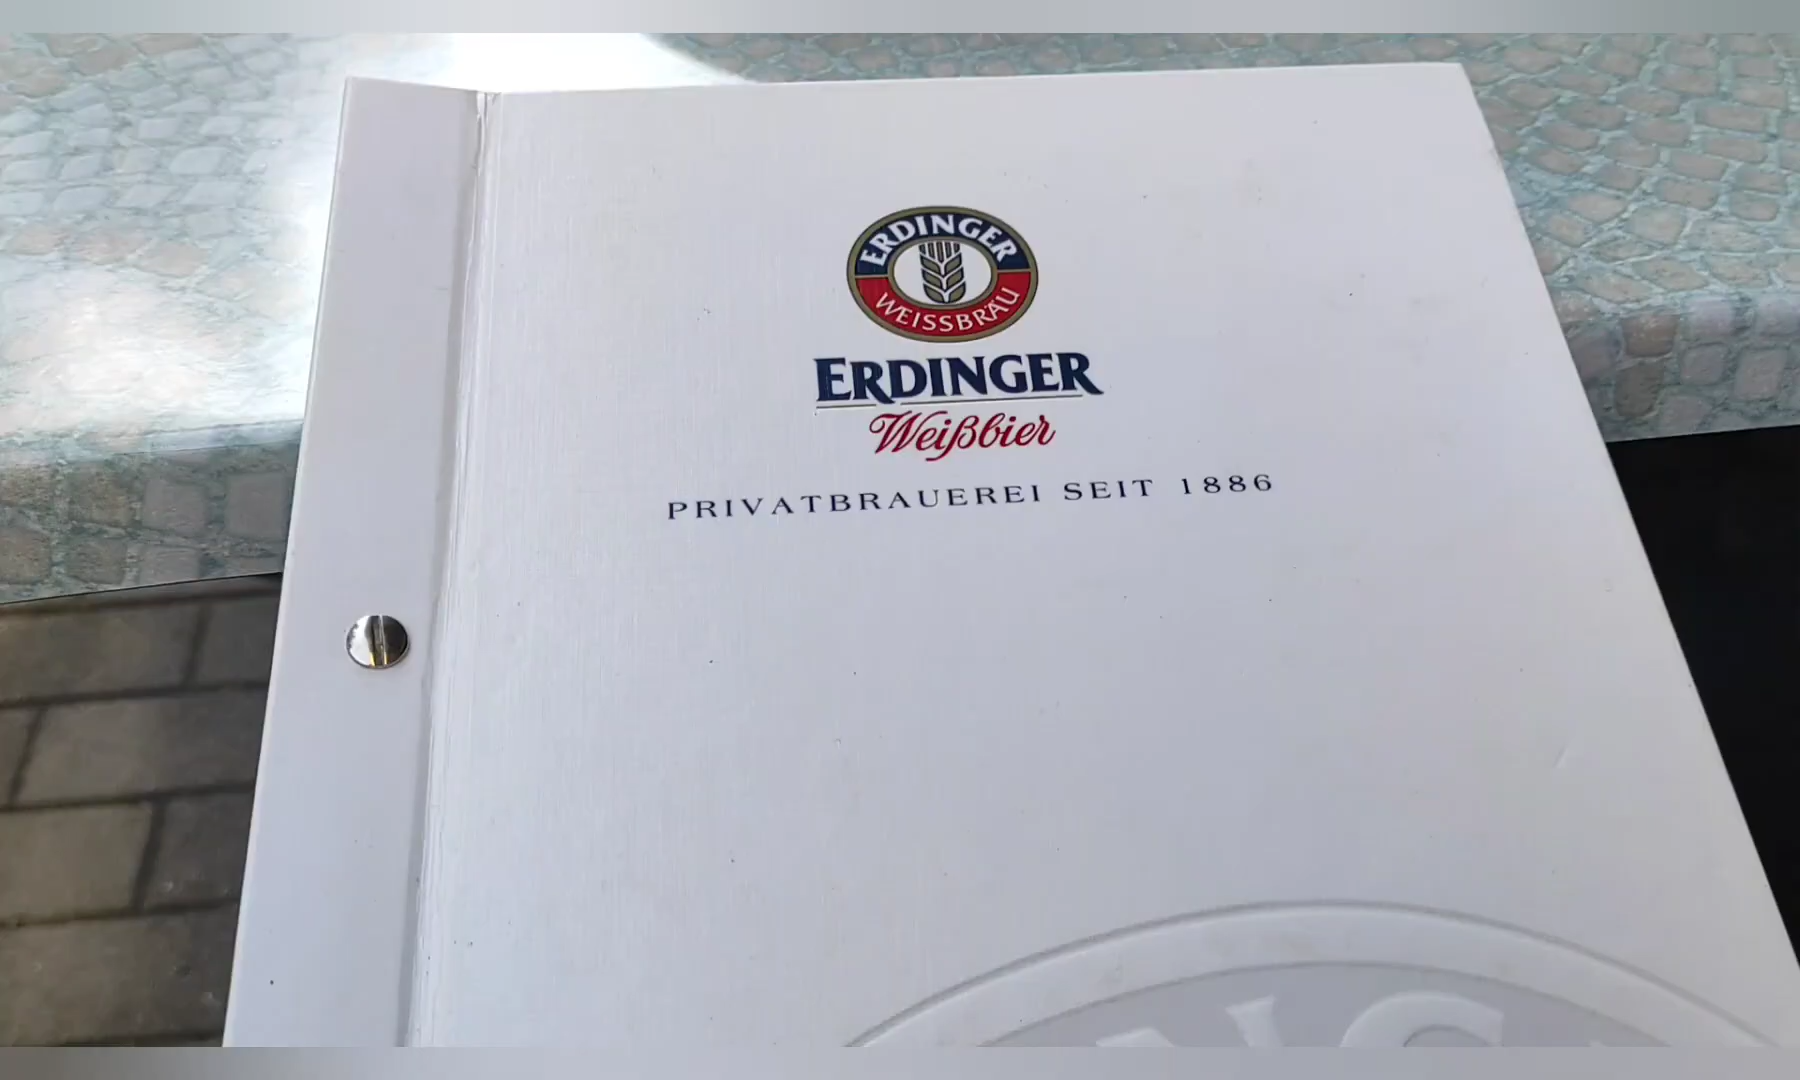 ERDINGER
WEISSBRÄU
ERDINGER
Weißbier
PRIVATBRAUEREI SEIT 1886